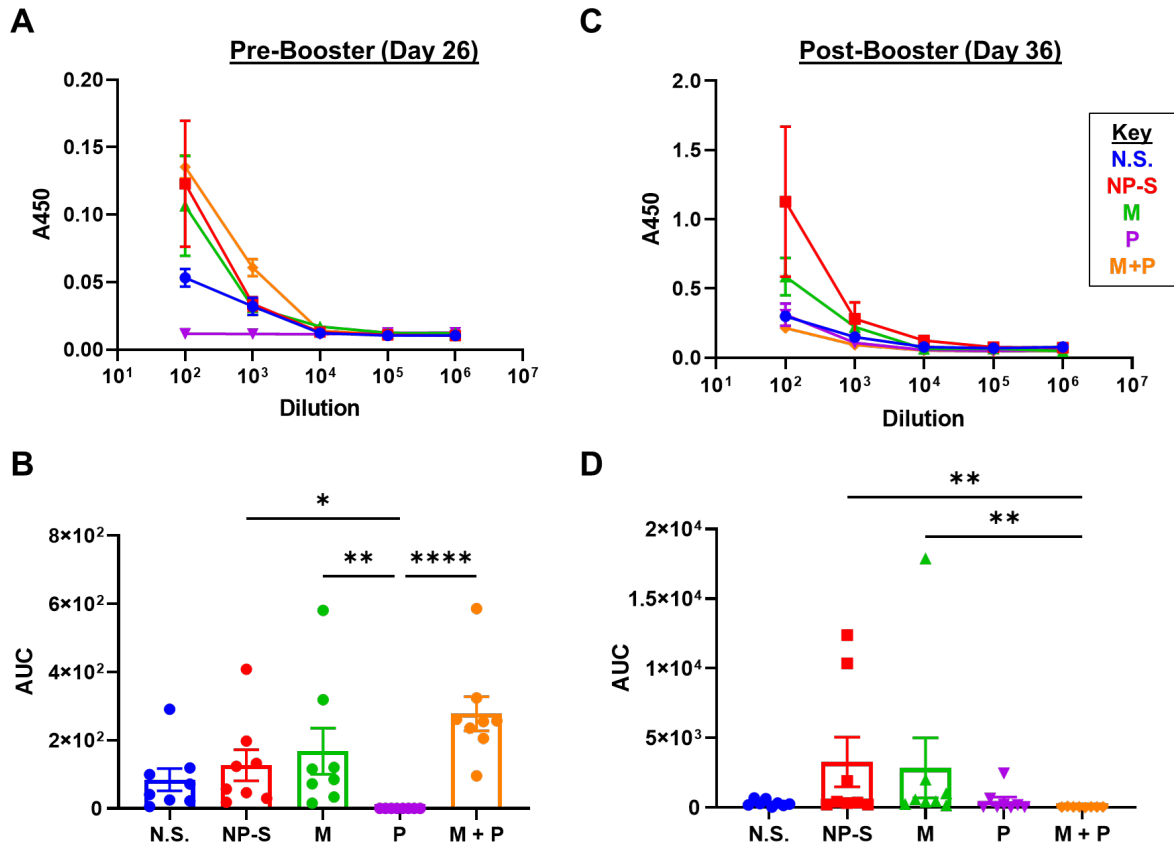 A
Pre-Booster (Day 26)
0.20
0.15
0.10
0.05
0.00
A450
10¹ 10² 10³ 10⁴ 10⁵ 10⁶ 10⁷
Dilution
C
Post-Booster (Day 36)
2.0
1.5
1.0
0.5
0.0
A450
10¹ 10² 10³ 10⁴ 10⁵ 10⁶ 10⁷
Dilution
Key
N.S.
NP-S
M
P
M+P
B
*
** ****
8×10²
6×10²
4×10²
2×10²
0
AUC
N.S. NP-S M P M + P
D
**
**
2×10⁴
1.5×10⁴
1×10⁴
5×10³
0
AUC
N.S. NP-S M P M + P